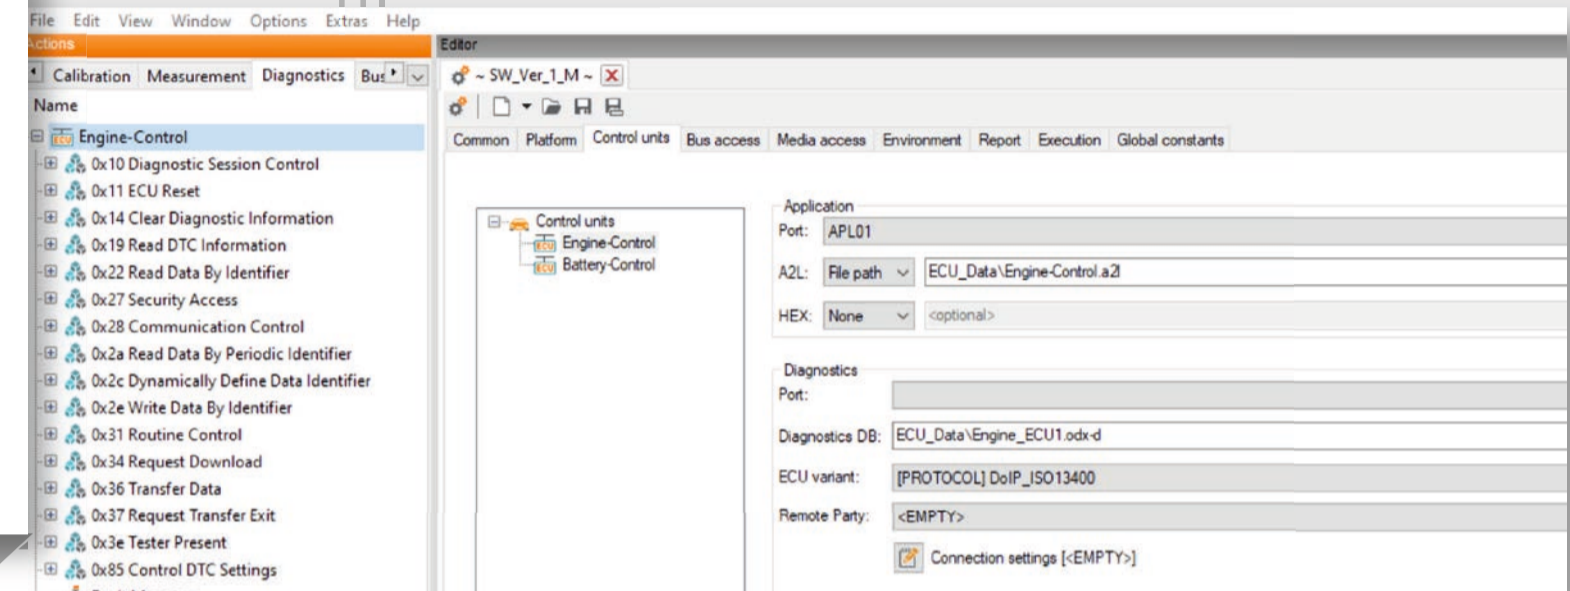 File Edit View Window Options Extras Help
Actions
Calibration Measurement Diagnostics Bus
Name
Engine-Control
0x10 Diagnostic Session Control
0x11 ECU Reset
0x14 Clear Diagnostic Information
0x19 Read DTC Information
0x22 Read Data By Identifier
0x27 Security Access
0x28 Communication Control
0x2a Read Data By Periodic Identifier
0x2c Dynamically Define Data Identifier
0x2e Write Data By Identifier
0x31 Routine Control
0x34 Request Download
0x36 Transfer Data
0x37 Request Transfer Exit
0x3e Tester Present
0x85 Control DTC Settings
Editor
~ SW_Ver_1_M ~
Common Platform Control units Bus access Media access Environment Report Execution Global constants
Control units
ECU Engine-Control
ECU Battery-Control
Application
Port: APL01
A2L: File path ECU_Data\Engine-Control.a2l
HEX: None <optional>
Diagnostics
Port:
Diagnostics DB: ECU_Data\Engine_ECU1.odx-d
ECU variant: [PROTOCOL] DoIP_ISO13400
Remote Party: <EMPTY>
Connection settings [<EMPTY>]